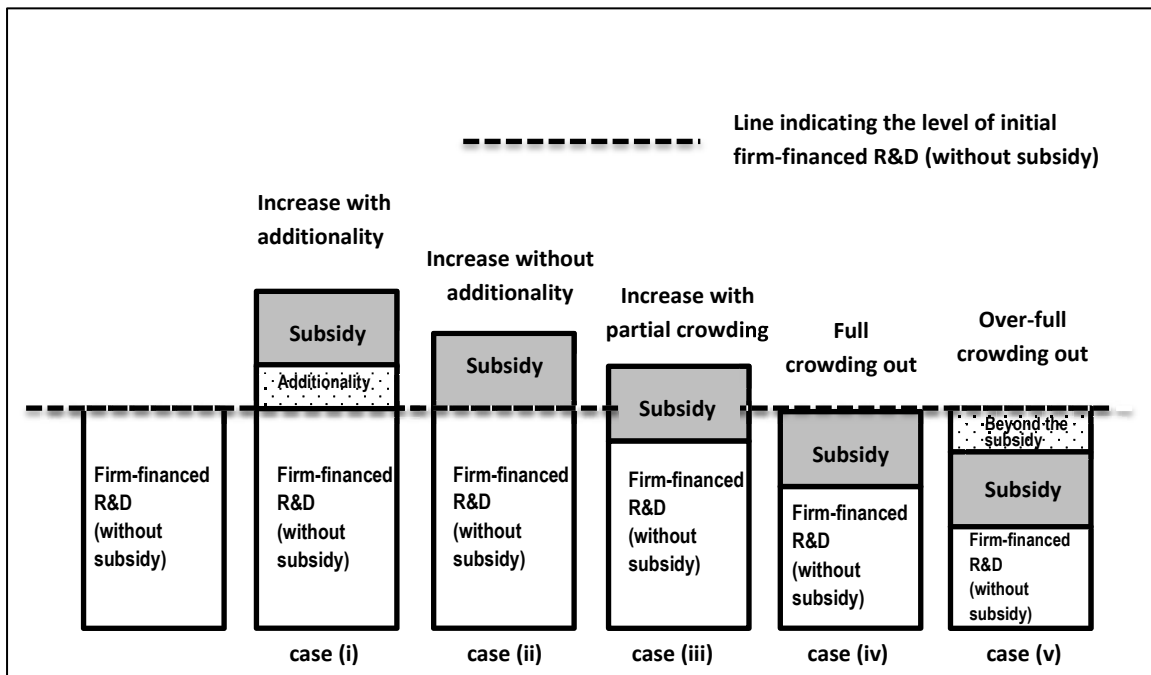 Line indicating the level of initial
firm-financed R&D (without subsidy)
Increase with
additionality
Subsidy
Additionality
Increase without
additionality
Subsidy
Increase with
partial crowding
Subsidy
Full
crowding out
Subsidy
Over-full
crowding out
Beyond the
subsidy
Subsidy
Firm-financed
R&D
(without
subsidy)
Firm-financed
R&D
(without
subsidy)
Firm-financed
R&D
(without
subsidy)
Firm-financed
R&D
(without
subsidy)
Firm-financed
R&D
(without
subsidy)
Firm-financed
R&D
(without
subsidy)
case (i)
case (ii)
case (iii)
case (iv)
case (v)